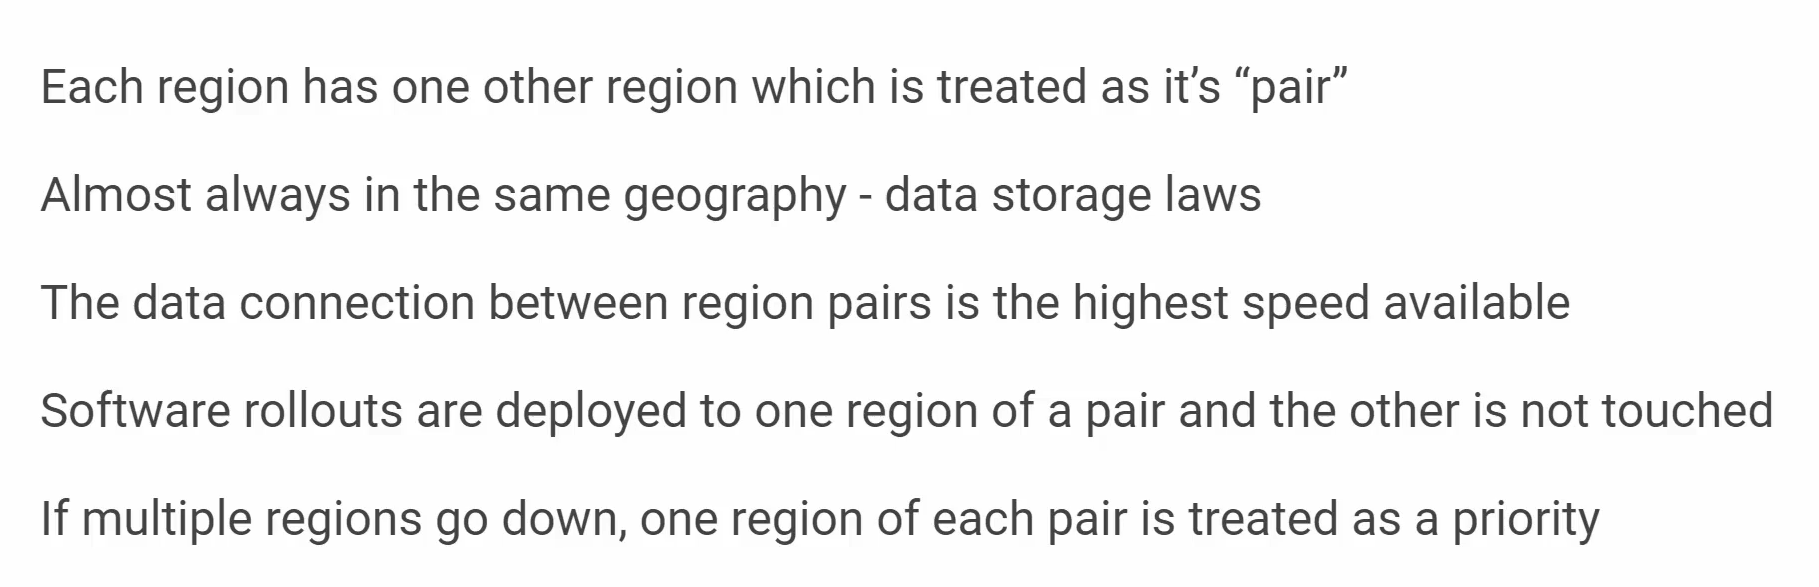 Each region has one other region which is treated as it’s “pair”
Almost always in the same geography - data storage laws
The data connection between region pairs is the highest speed available
Software rollouts are deployed to one region of a pair and the other is not touched
If multiple regions go down, one region of each pair is treated as a priority